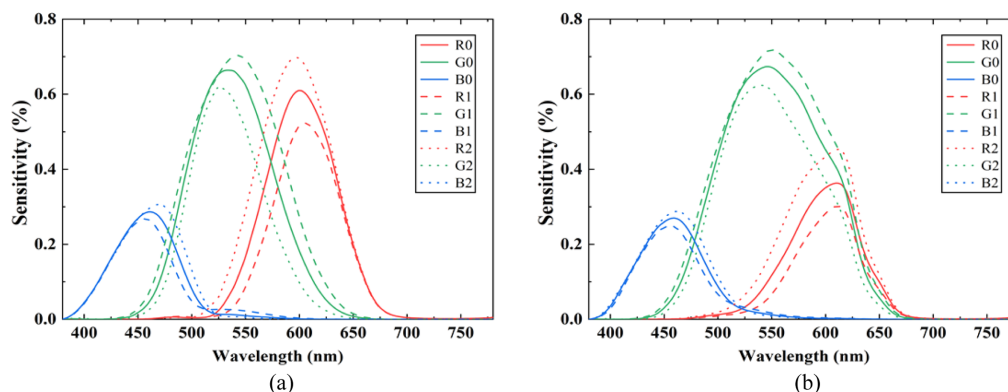 0.8
0.6
0.4
0.2
0.0
Sensitivity (%)
R0
G0
B0
R1
G1
B1
R2
G2
B2
400 450 500 550 600 650 700 750
Wavelength (nm)
(a)
0.8
0.6
0.4
0.2
0.0
Sensitivity (%)
R0
G0
B0
R1
G1
B1
R2
G2
B2
400 450 500 550 600 650 700 750
Wavelength (nm)
(b)